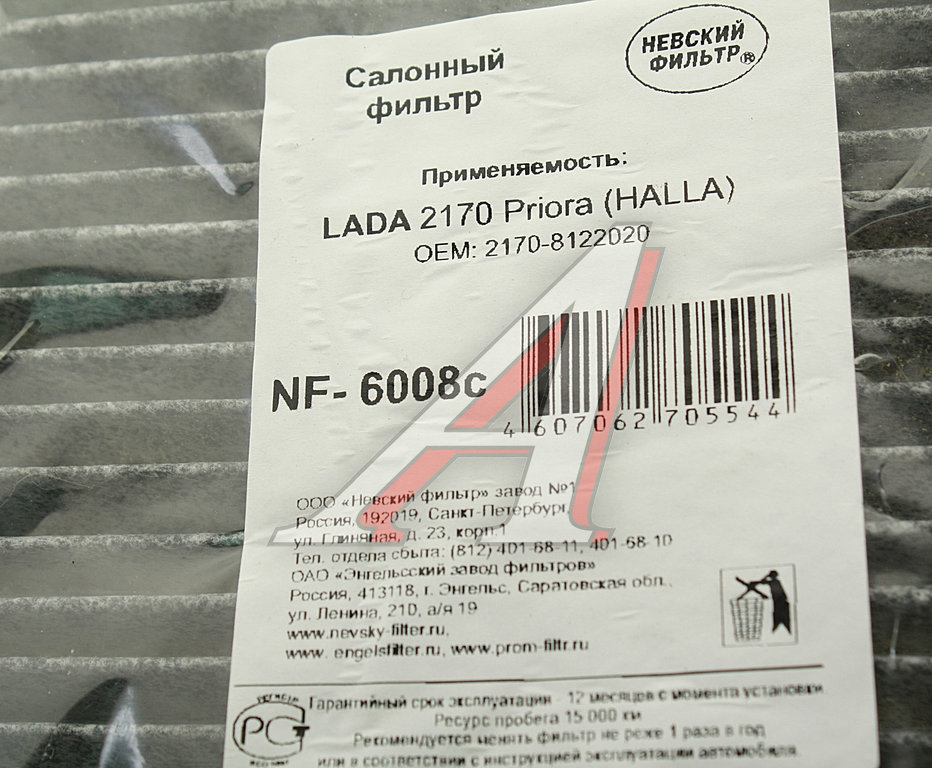 Салонный
фильтр
НЕВСКИЙ
ФИЛЬТР®
Применяемость:
LADA 2170 Priora (HALLA)
OEM: 2170-8122020
NF- 6008с
4 607062 705544
ООО «Невский фильтр» завод №1
Россия, 192019, Санкт-Петербург,
ул. Глиняная, д. 23, корп.1
Тел. отдела сбыта: (812) 401-68-11, 401-68-10
ОАО «Энгельсский завод фильтров»
Россия, 413118, г. Энгельс, Саратовская обл.,
ул. Ленина, 210, а/я 19
www.nevsky-filter.ru,
www. engelsfilter.ru, www.prom-filtr.ru
РС
Гарантийный срок эксплуатации - 12 месяцев с момента установки.
Ресурс пробега 15 000 км
Рекомендуется менять фильтр не реже 1 раза в год
или в соответствии с инструкцией эксплуатации автомобиля.